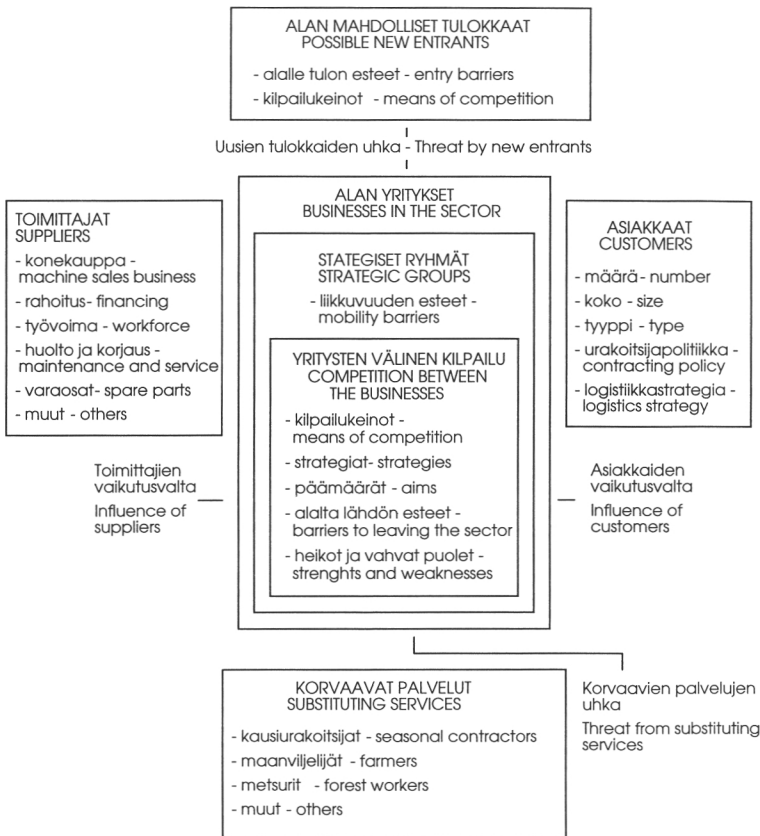 ALAN MAHDOLLISET TULOKKAAT
POSSIBLE NEW ENTRANTS
- alalle tulon esteet - entry barriers
- kilpailukeinot - means of competition
Uusien tulokkaiden uhka - Threat by new entrants
TOIMITTAJAT
SUPPLIERS
- konekauppa -
machine sales business
- rahoitus- financing
- työvoima - workforce
- huolto ja korjaus -
maintenance and service
- varaosat- spare parts
- muut - others
Toimittajien
vaikutusvalta
Influence of
suppliers
ALAN YRITYKSET
BUSINESSES IN THE SECTOR
STATEGISET RYHMÄT
STRATEGIC GROUPS
- liikkuvuuden esteet -
mobility barriers
YRITYSTEN VÄLINEN KILPAILU
COMPETITION BETWEEN
THE BUSINESSES
- kilpailukeinot -
means of competition
- strategiat- strategies
- päämäärät - aims
- alalta lähdön esteet -
barriers to leaving the sector
- heikot ja vahvat puolet -
strenghts and weaknesses
ASIAKKAAT
CUSTOMERS
- määrä - number
- koko - size
- tyyppi - type
- urakoitsijapolitiikka -
contracting policy
- logistiikkastrategia -
logistics strategy
Asiakkaiden
vaikutusvalta
Influence of
customers
KORVAAVAT PALVELUT
SUBSTITUTING SERVICES
- kausiurakoitsijat - seasonal contractors
- maanviljelijät - farmers
- metsurit - forest workers
- muut - others
Korvaavien palvelujen
uhka
Threat from substituting
services